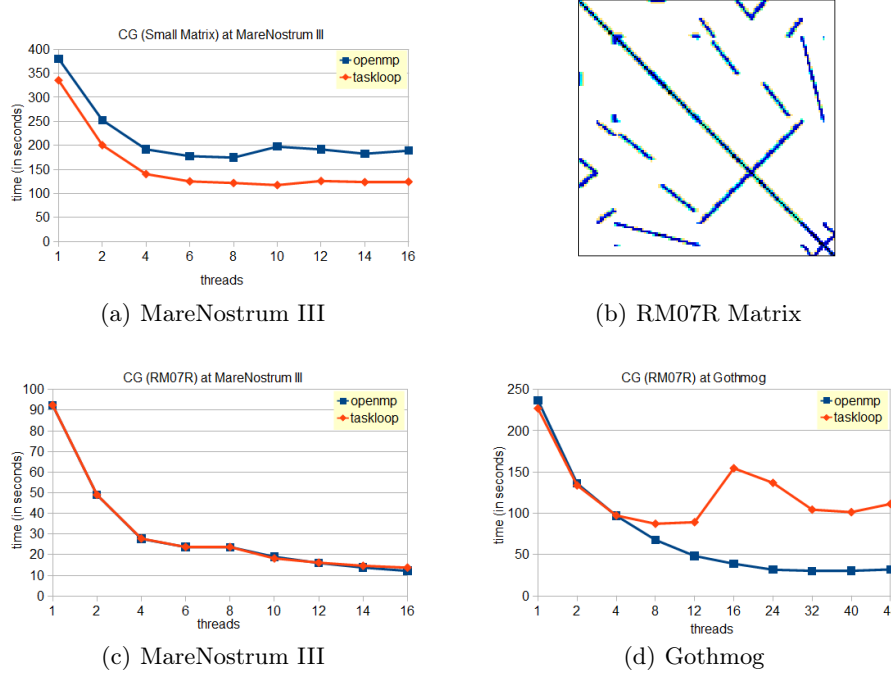 CG (Small Matrix) at MareNostrum III
openmp
taskloop
time (in seconds)
400
350
300
250
200
150
100
50
0
1 2 4 6 8 10 12 14 16
threads
(a) MareNostrum III
(b) RM07R Matrix
CG (RM07R) at MareNostrum III
openmp
taskloop
time (in seconds)
100
90
80
70
60
50
40
30
20
10
0
1 2 4 6 8 10 12 14 16
threads
(c) MareNostrum III
CG (RM07R) at Gothmog
openmp
taskloop
time (in seconds)
250
200
150
100
50
0
1 2 4 8 12 16 24 32 40 4
threads
(d) Gothmog